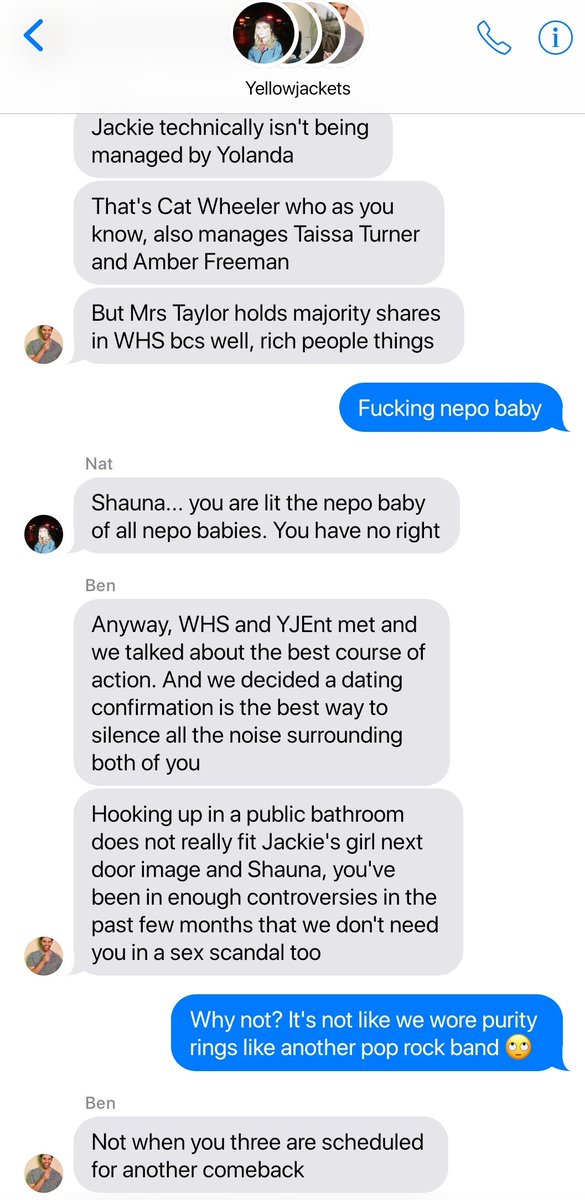 Yellowjackets
Jackie technically isn't being
managed by Yolanda
That's Cat Wheeler who as you
know, also manages Taissa Turner
and Amber Freeman
But Mrs Taylor holds majority shares
in WHS bcs well, rich people things
Fucking nepo baby
Nat
Shauna... you are lit the nepo baby
of all nepo babies. You have no right
Ben
Anyway, WHS and YJEnt met and
we talked about the best course of
action. And we decided a dating
confirmation is the best way to
silence all the noise surrounding
both of you
Hooking up in a public bathroom
does not really fit Jackie's girl next
door image and Shauna, you've
been in enough controversies in the
past few months that we don't need
you in a sex scandal too
Why not? It's not like we wore purity
rings like another pop rock band 🙄
Ben
Not when you three are scheduled
for another comeback